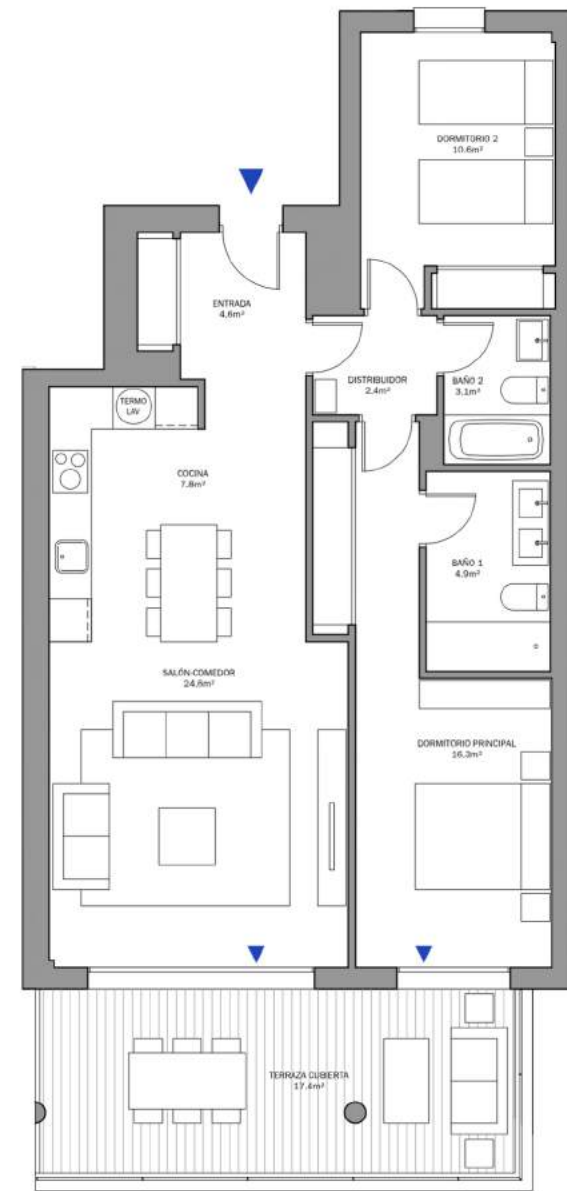 DORMITORIO 2
10.6m²
ENTRADA
4.6m²
DISTRIBUIDOR
2.4m²
BAÑO 2
3.1m²
TERMO
LAV
COCINA
7.8m²
BAÑO 1
4.9m²
SALÓN-COMEDOR
24.6m²
DORMITORIO PRINCIPAL
16.3m²
TERRAZA CUBIERTA
17.4m²